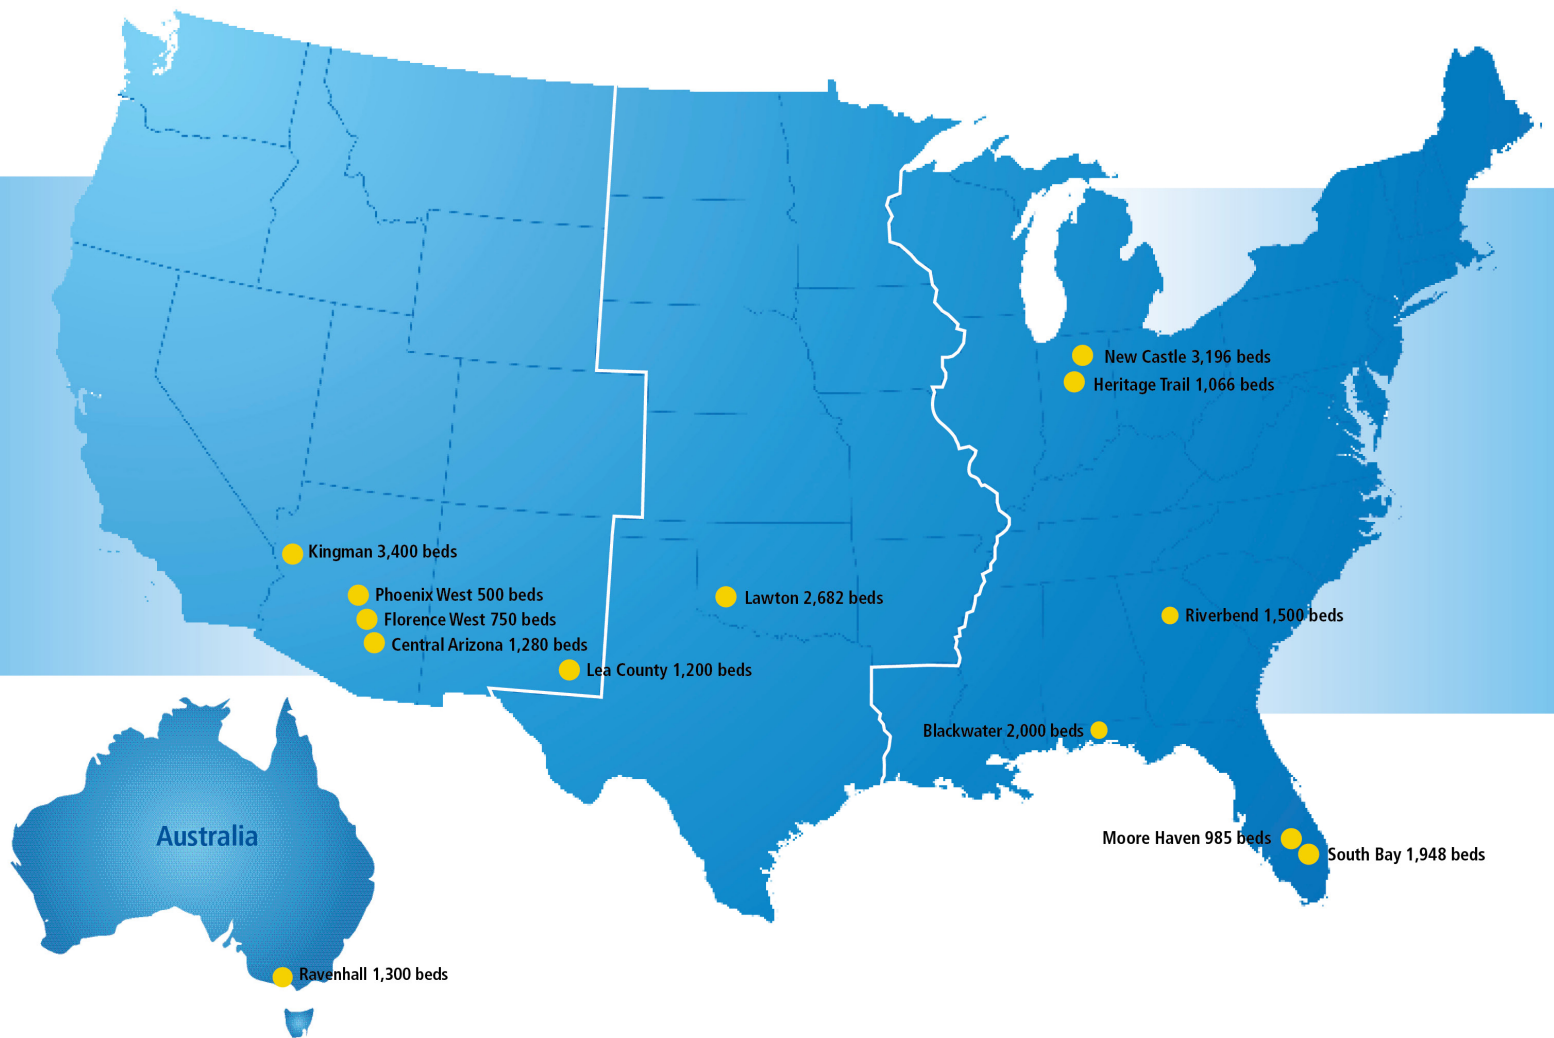 New Castle 3,196 beds
Heritage Trail 1,066 beds
Kingman 3,400 beds
Phoenix West 500 beds
Lawton 2,682 beds
Florence West 750 beds
Riverbend 1,500 beds
Central Arizona 1,280 beds
Lea County 1,200 beds
Blackwater 2,000 beds
Australia
Moore Haven 985 beds
South Bay 1,948 beds
Ravenhall 1,300 beds